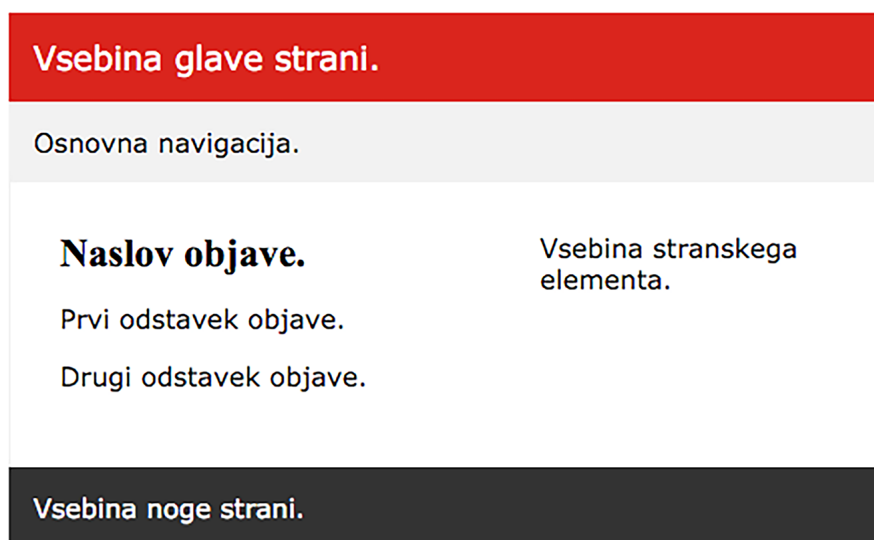 Vsebina glave strani.
Osnovna navigacija.
Naslov objave.
Prvi odstavek objave.
Drugi odstavek objave.
Vsebina stranskega
elementa.
Vsebina noge strani.